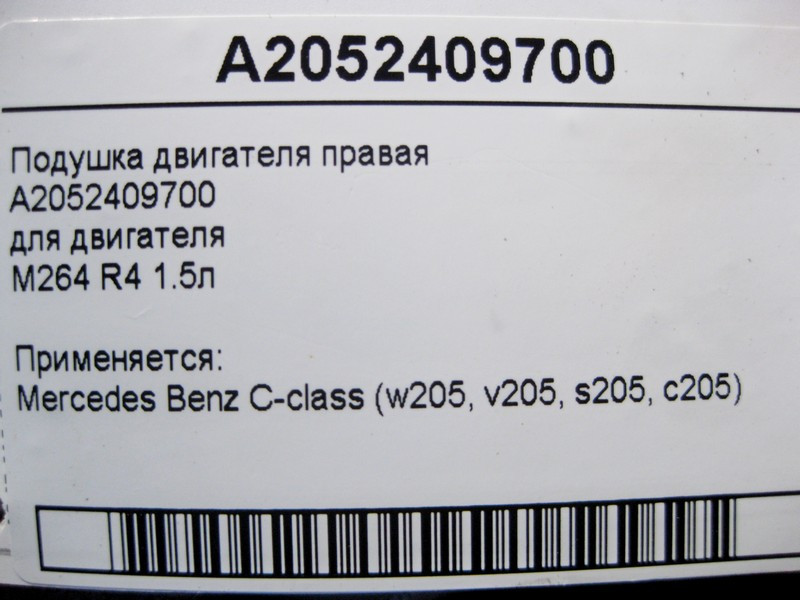 A2052409700
Подушка двигателя правая
A2052409700
для двигателя
M264 R4 1.5л
Применяется:
Mercedes Benz C-class (w205, v205, s205, c205)